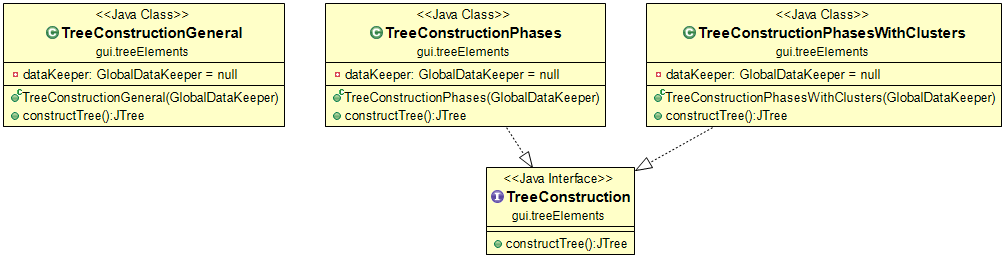 <<Java Class>>
TreeConstructionGeneral
gui.treeElements
dataKeeper: GlobalDataKeeper = null
TreeConstructionGeneral(GlobalDataKeeper)
constructTree():JTree
<<Java Class>>
TreeConstructionPhases
gui.treeElements
dataKeeper: GlobalDataKeeper = null
TreeConstructionPhases(GlobalDataKeeper)
constructTree():JTree
<<Java Class>>
TreeConstructionPhasesWithClusters
gui.treeElements
dataKeeper: GlobalDataKeeper = null
TreeConstructionPhasesWithClusters(GlobalDataKeeper)
constructTree():JTree
<<Java Interface>>
TreeConstruction
gui.treeElements
constructTree():JTree